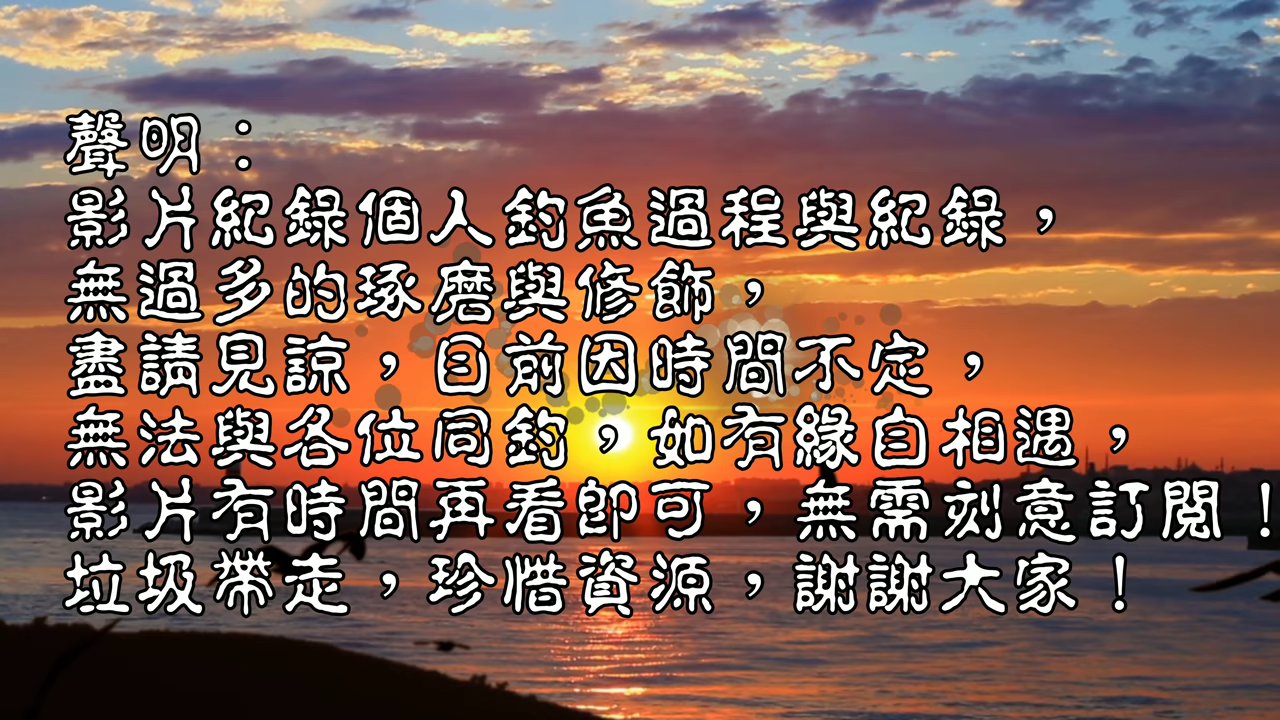 聲明：
影片紀錄個人釣魚過程與紀錄，
無過多的琢磨與修飾，
盡請見諒，目前因時間不定，
無法與各位同釣，如有緣自相遇，
影片有時間再看即可，無需刻意訂閱！
垃圾帶走，珍惜資源，謝謝大家！